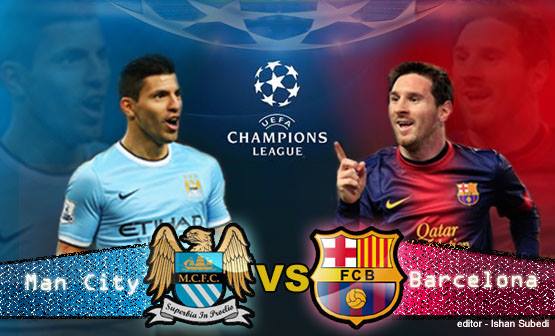 UEFA
CHAMPIONS
LEAGUE
ETIHAD
Qatar
Man City
M.C.F.C.
Superbia In Proelio
VS
FCB
Barcelona
editor - Ishan Subedi